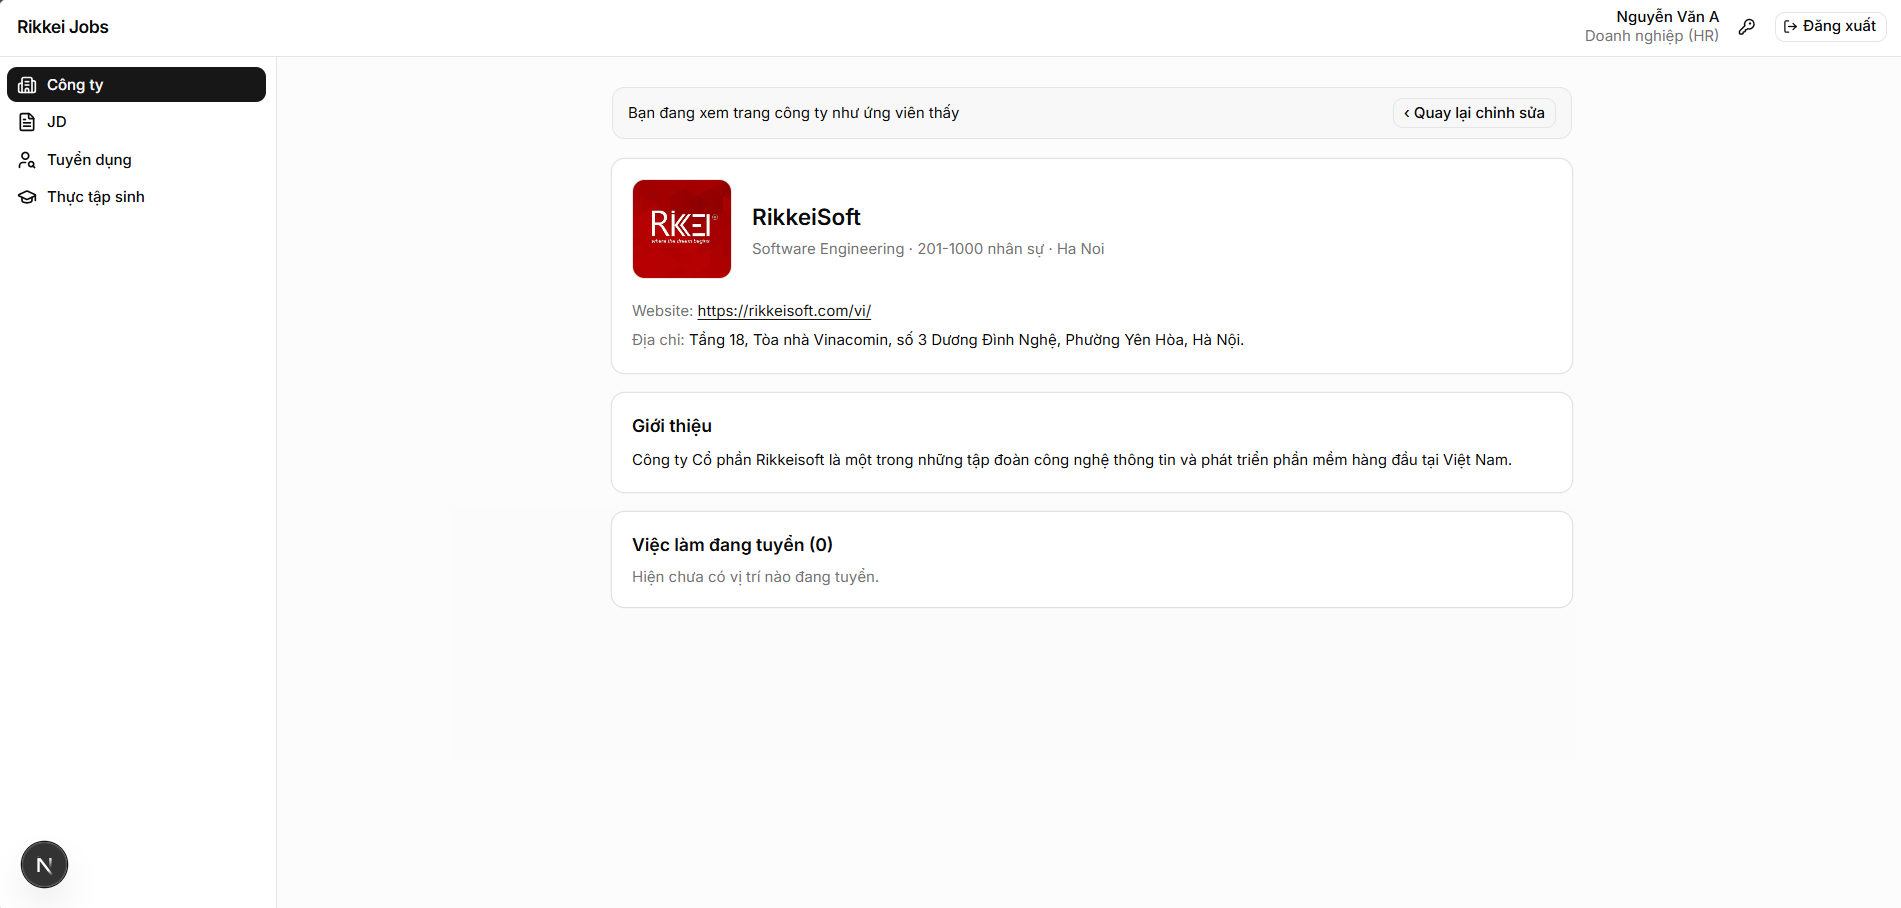 Rikkei Jobs
Nguyễn Văn A
Doanh nghiệp (HR)
Đăng xuất
Công ty
JD
Tuyển dụng
Thực tập sinh
Bạn đang xem trang công ty như ứng viên thấy
‹ Quay lại chỉnh sửa
RIKKEI®
where the dream begins
RikkeiSoft
Software Engineering · 201-1000 nhân sự · Ha Noi
Website: https://rikkeisoft.com/vi/
Địa chỉ: Tầng 18, Tòa nhà Vinacomin, số 3 Dương Đình Nghệ, Phường Yên Hòa, Hà Nội.
Giới thiệu
Công ty Cổ phần Rikkeisoft là một trong những tập đoàn công nghệ thông tin và phát triển phần mềm hàng đầu tại Việt Nam.
Việc làm đang tuyển (0)
Hiện chưa có vị trí nào đang tuyển.
N